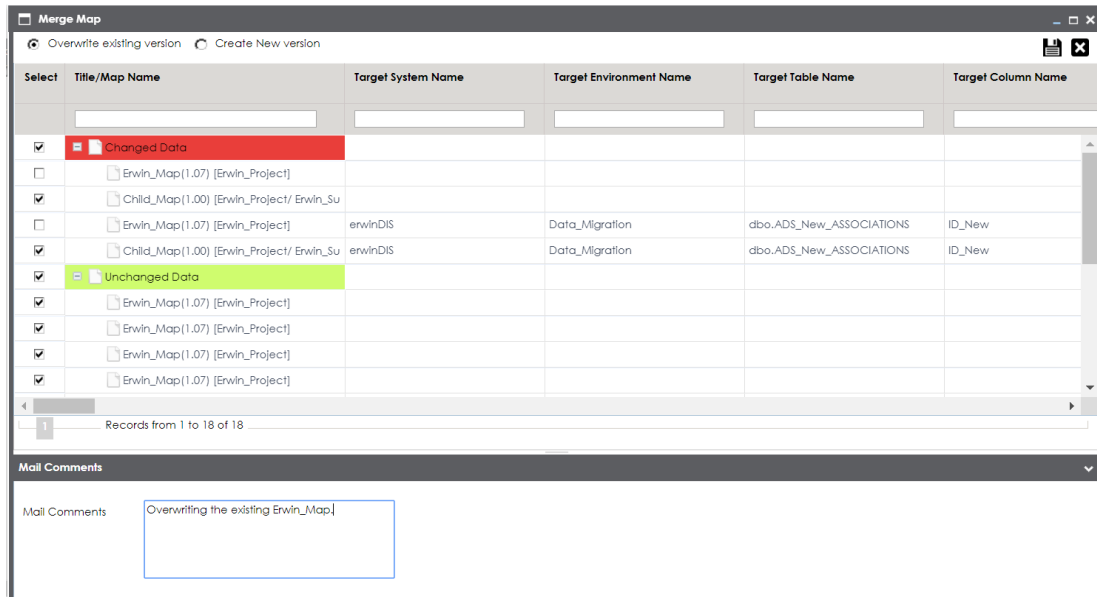 Merge Map
Overwrite existing version Create New version
Select Title/Map Name Target System Name Target Environment Name Target Table Name Target Column Name
Changed Data
Erwin_Map(1.07) [Erwin_Project]
Child_Map(1.00) [Erwin_Project/ Erwin_Su
Erwin_Map(1.07) [Erwin_Project] erwinDIS Data_Migration dbo.ADS_New_ASSOCIATIONS ID_New
Child_Map(1.00) [Erwin_Project/ Erwin_Su erwinDIS Data_Migration dbo.ADS_New_ASSOCIATIONS ID_New
Unchanged Data
Erwin_Map(1.07) [Erwin_Project]
Erwin_Map(1.07) [Erwin_Project]
Erwin_Map(1.07) [Erwin_Project]
Erwin_Map(1.07) [Erwin_Project]
1 Records from 1 to 18 of 18
Mail Comments
Mail Comments Overwriting the existing Erwin_Map.